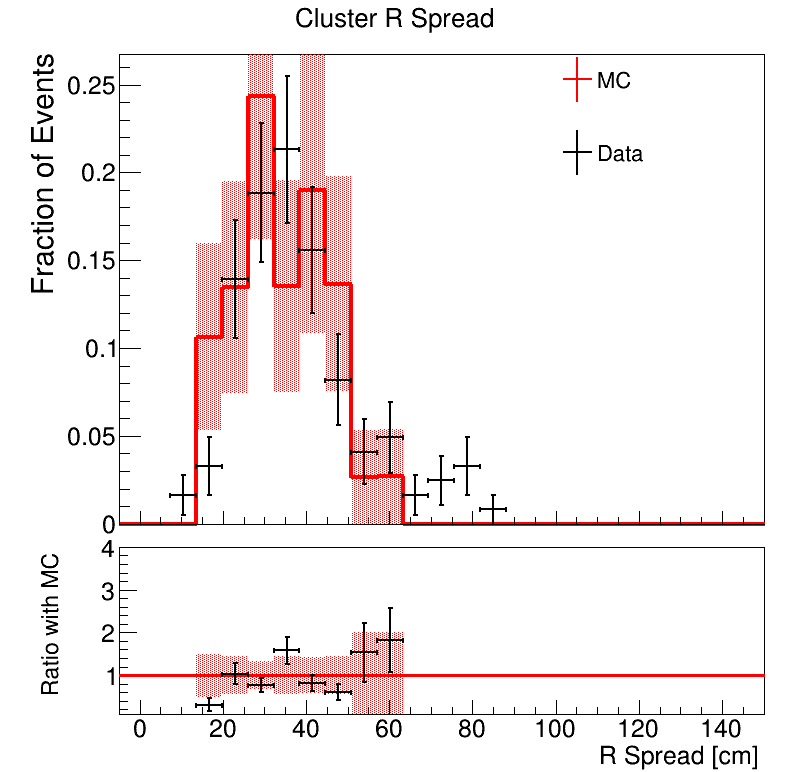 Cluster R Spread
Fraction of Events
0.25
0.2
0.15
0.1
0.05
0
MC
Data
Ratio with MC
4
3
2
1
0 20 40 60 80 100 120 140
R Spread [cm]